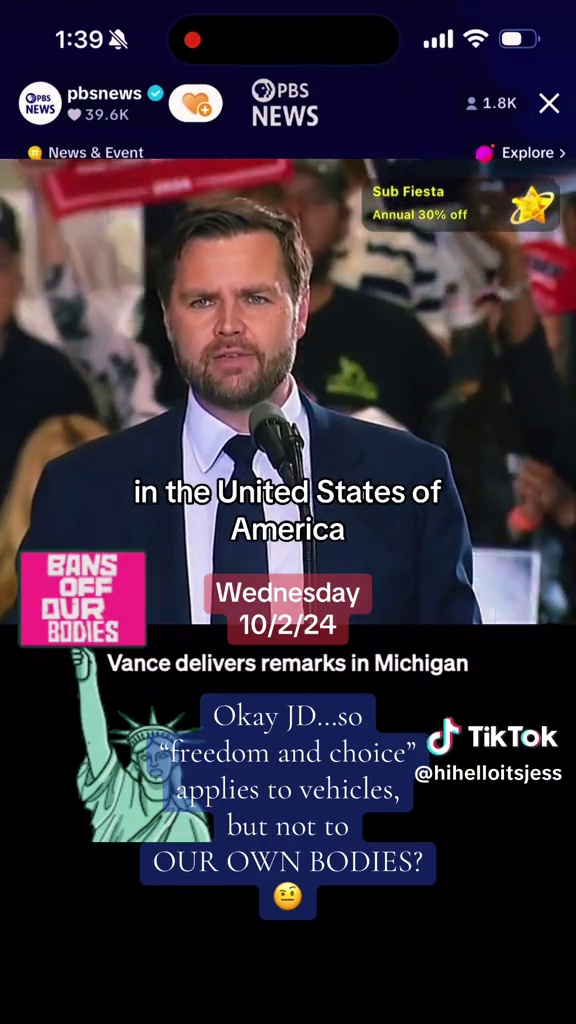 1:39
PBS
NEWS
pbsnews
39.6K
PBS
NEWS
1.8K
News & Event
Explore >
Sub Fiesta
Annual 30% off
in the United States of
America
BANS
OFF
OUR
BODIES
Wednesday
10/2/24
Vance delivers remarks in Michigan
Okay JD...so
“freedom and choice”
applies to vehicles,
but not to
OUR OWN BODIES?
TikTok
@hihelloitsjess